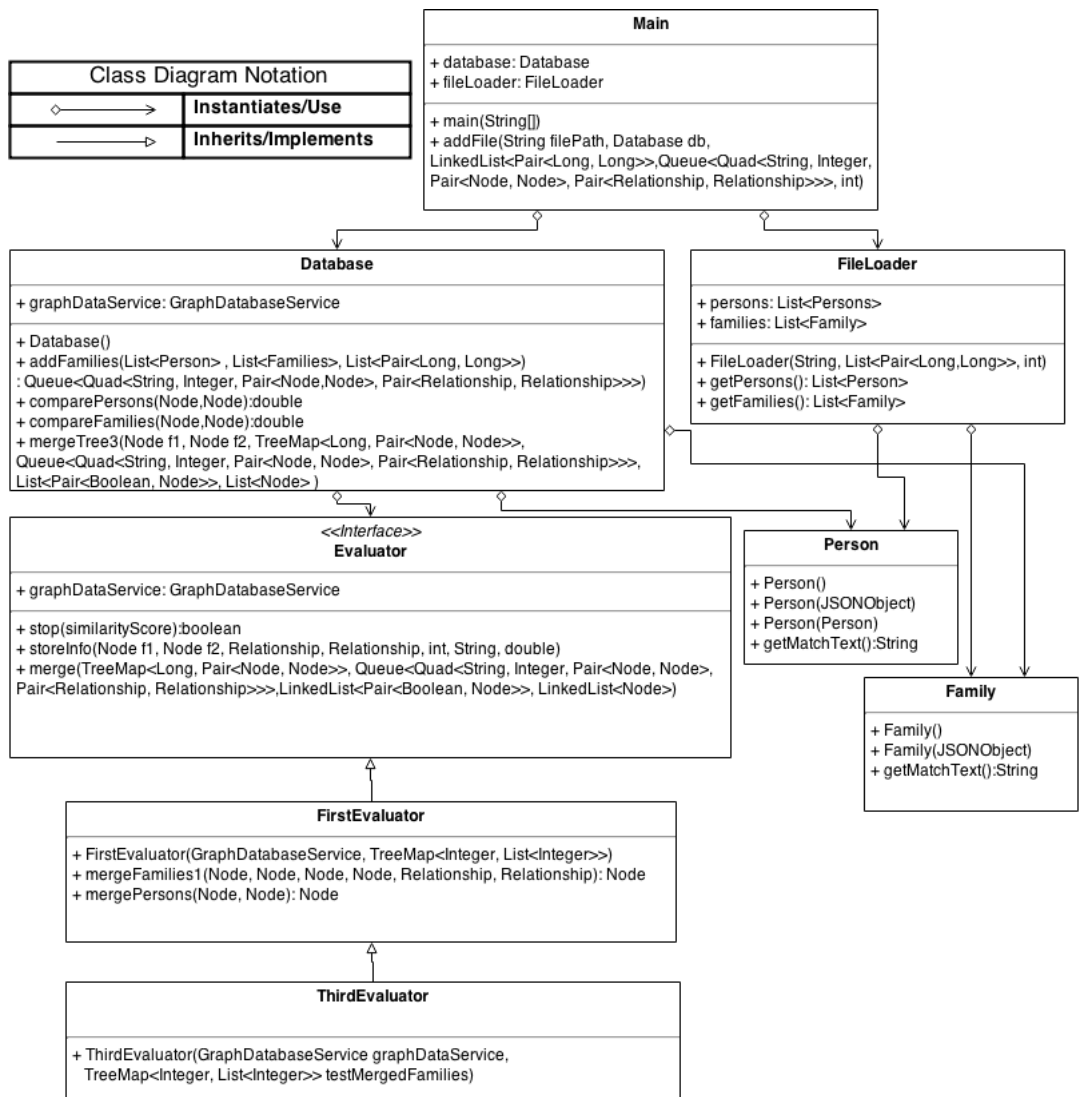 Class Diagram Notation
Instantiates/Use
Inherits/Implements
Main
+ database: Database
+ fileLoader: FileLoader
+ main(String[])
+ addFile(String filePath, Database db,
LinkedList<Pair<Long, Long>>,Queue<Quad<String, Integer,
Pair<Node, Node>, Pair<Relationship, Relationship>>>, int)
Database
+ graphDataService: GraphDatabaseService
+ Database()
+ addFamilies(List<Person> , List<Families>, List<Pair<Long, Long>>)
: Queue<Quad<String, Integer, Pair<Node,Node>, Pair<Relationship, Relationship>>>)
+ comparePersons(Node,Node):double
+ compareFamilies(Node,Node):double
+ mergeTree3(Node f1, Node f2, TreeMap<Long, Pair<Node, Node>>,
Queue<Quad<String, Integer, Pair<Node, Node>, Pair<Relationship, Relationship>>>,
List<Pair<Boolean, Node>>, List<Node> )
FileLoader
+ persons: List<Persons>
+ families: List<Family>
+ FileLoader(String, List<Pair<Long,Long>>, int)
+ getPersons(): List<Person>
+ getFamilies(): List<Family>
<<Interface>>
Evaluator
+ graphDataService: GraphDatabaseService
+ stop(similarityScore):boolean
+ storeInfo(Node f1, Node f2, Relationship, Relationship, int, String, double)
+ merge(TreeMap<Long, Pair<Node, Node>>, Queue<Quad<String, Integer, Pair<Node, Node>,
Pair<Relationship, Relationship>>>,LinkedList<Pair<Boolean, Node>>, LinkedList<Node>)
Person
+ Person()
+ Person(JSONObject)
+ Person(Person)
+ getMatchText():String
Family
+ Family()
+ Family(JSONObject)
+ getMatchText():String
FirstEvaluator
+ FirstEvaluator(GraphDatabaseService, TreeMap<Integer, List<Integer>>)
+ mergeFamilies1(Node, Node, Node, Node, Relationship, Relationship): Node
+ mergePersons(Node, Node): Node
ThirdEvaluator
+ ThirdEvaluator(GraphDatabaseService graphDataService,
TreeMap<Integer, List<Integer>> testMergedFamilies)